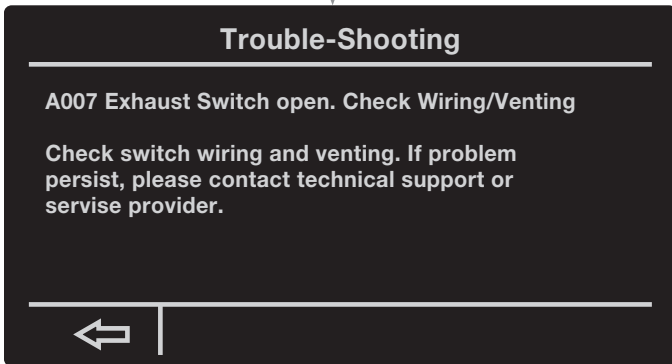 Trouble-Shooting
A007 Exhaust Switch open. Check Wiring/Venting
Check switch wiring and venting. If problem
persist, please contact technical support or
servise provider.